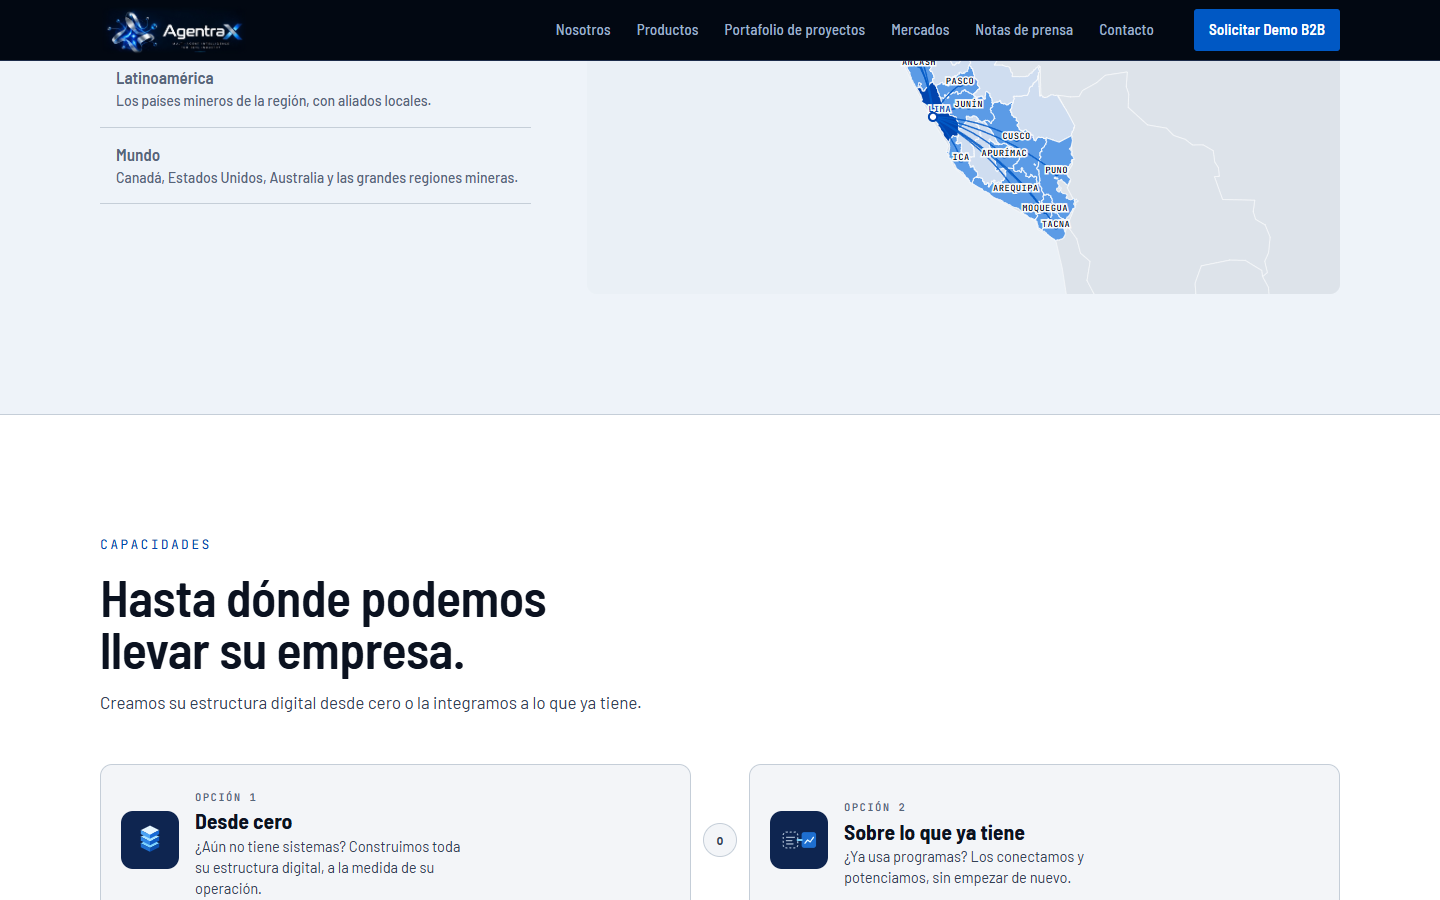 AgentraX
Nosotros
Productos
Portafolio de proyectos
Mercados
Notas de prensa
Contacto
Solicitar Demo B2B
Latinoamérica
Los países mineros de la región, con aliados locales.
Mundo
Canadá, Estados Unidos, Australia y las grandes regiones mineras.
ÁNCASH
PASCO
LIMA
JUNÍN
CUSCO
ICA
APURÍMAC
PUNO
AREQUIPA
MOQUEGUA
TACNA
CAPACIDADES
Hasta dónde podemos
llevar su empresa.
Creamos su estructura digital desde cero o la integramos a lo que ya tiene.
OPCIÓN 1
Desde cero
¿Aún no tiene sistemas? Construimos toda
su estructura digital, a la medida de su
operación.
o
OPCIÓN 2
Sobre lo que ya tiene
¿Ya usa programas? Los conectamos y
potenciamos, sin empezar de nuevo.